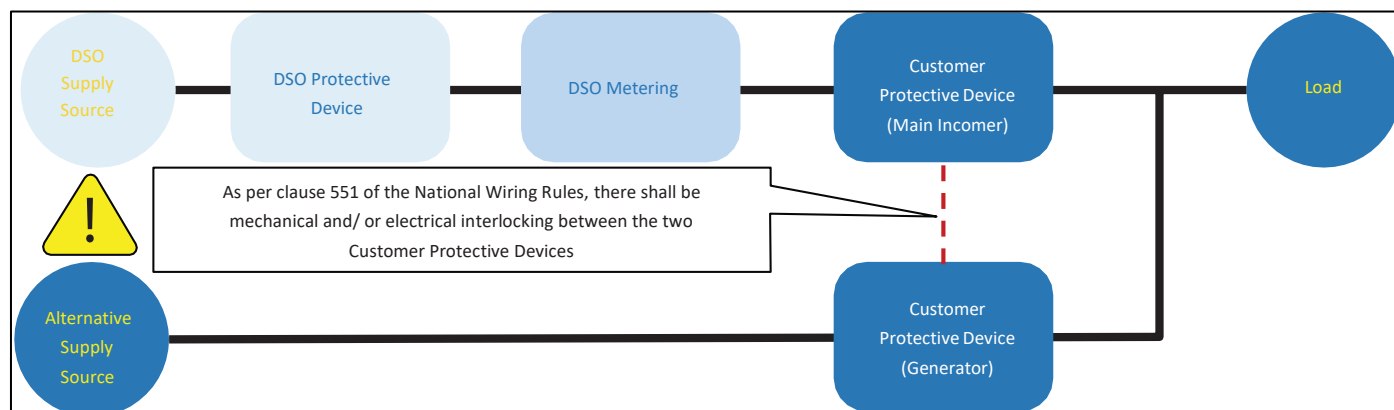 DSO
Supply
Source
DSO Protective
Device
DSO Metering
Customer
Protective Device
(Main Incomer)
Load
!
As per clause 551 of the National Wiring Rules, there shall be
mechanical and/ or electrical interlocking between the two
Customer Protective Devices
Alternative
Supply
Source
Customer
Protective Device
(Generator)